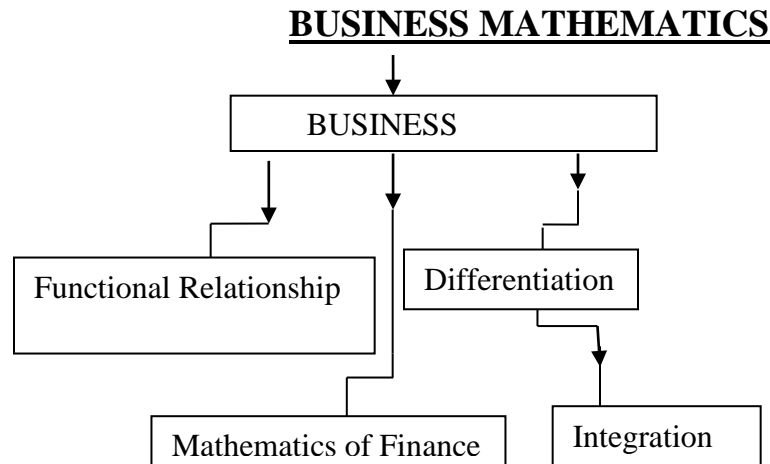 BUSINESS MATHEMATICS
BUSINESS
Functional Relationship
Differentiation
Mathematics of Finance
Integration